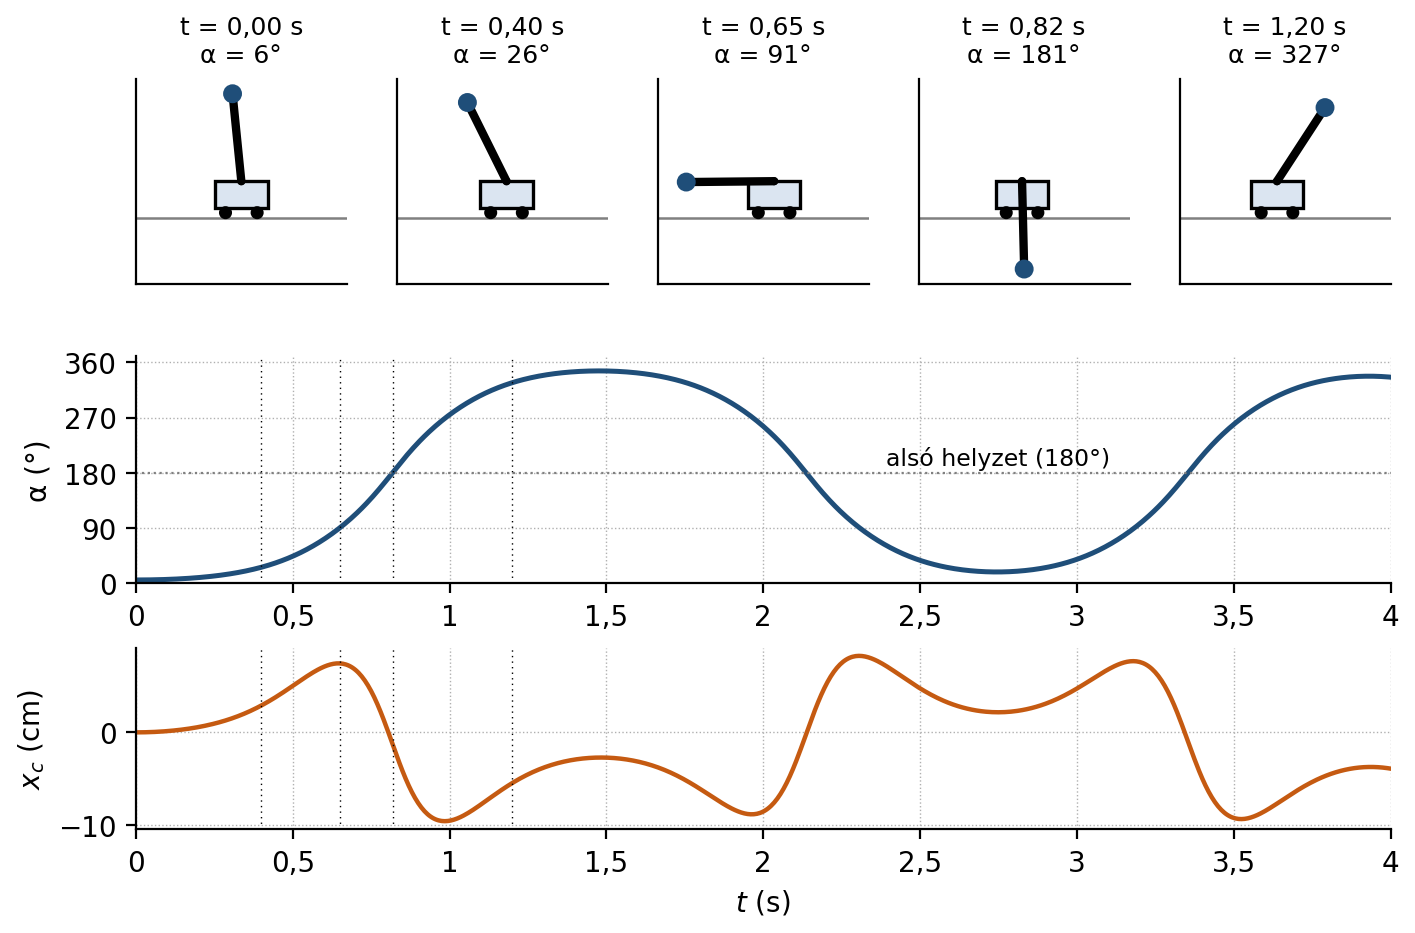 t = 0,00 s
α = 6°
t = 0,40 s
α = 26°
t = 0,65 s
α = 91°
t = 0,82 s
α = 181°
t = 1,20 s
α = 327°
α (°)
360
270
180
90
0
alsó helyzet (180°)
0 0,5 1 1,5 2 2,5 3 3,5 4
x_c (cm)
0
−10
0 0,5 1 1,5 2 2,5 3 3,5 4
t (s)